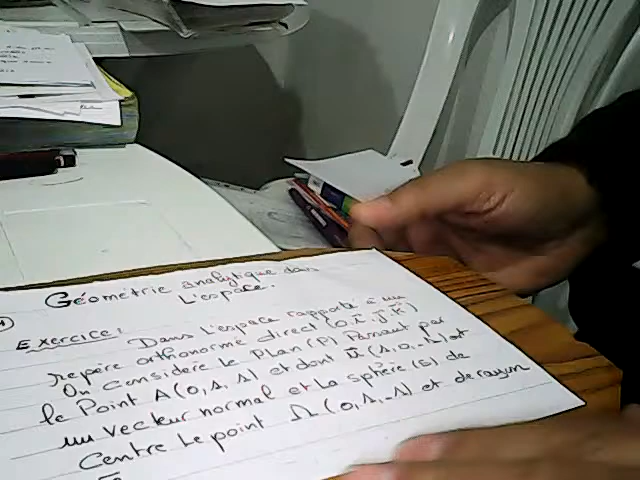 Géométrie analytique dans
L'espace.
Exercice:
Dans L'espace rapporté à un
repère orthonormé direct (O,i⃗,j⃗,k⃗)
On considère le Plan (P) Passant par
le Point A(0,1,1) et dont u⃗(1,0,-1) est
un vecteur normal et la sphère (S) de
Centre le point Ω(0,1,-1) et de rayon